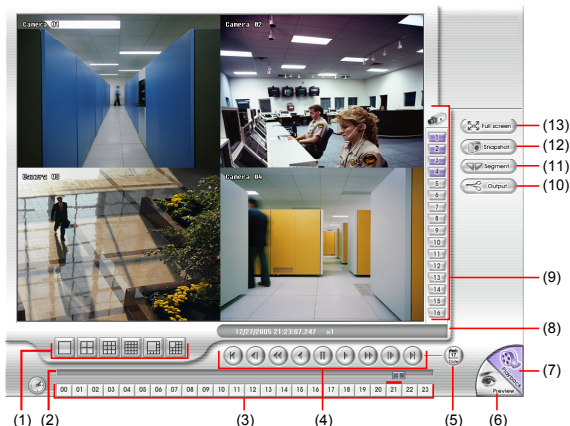 Camera 01
Camera 02
Camera 03
Camera 04
1
2
3
4
5
6
7
8
9
10
11
12
13
14
15
16
Full screen
(13)
Snapshot
(12)
Segment
(11)
Output
(10)
(9)
12/27/2005 21:23:07.247 x1
(8)
Date
Playback
(7)
Preview
00 01 02 03 04 05 06 07 08 09 10 11 12 13 14 15 16 17 18 19 20 21 22 23
(1) (2) (3) (4) (5) (6)